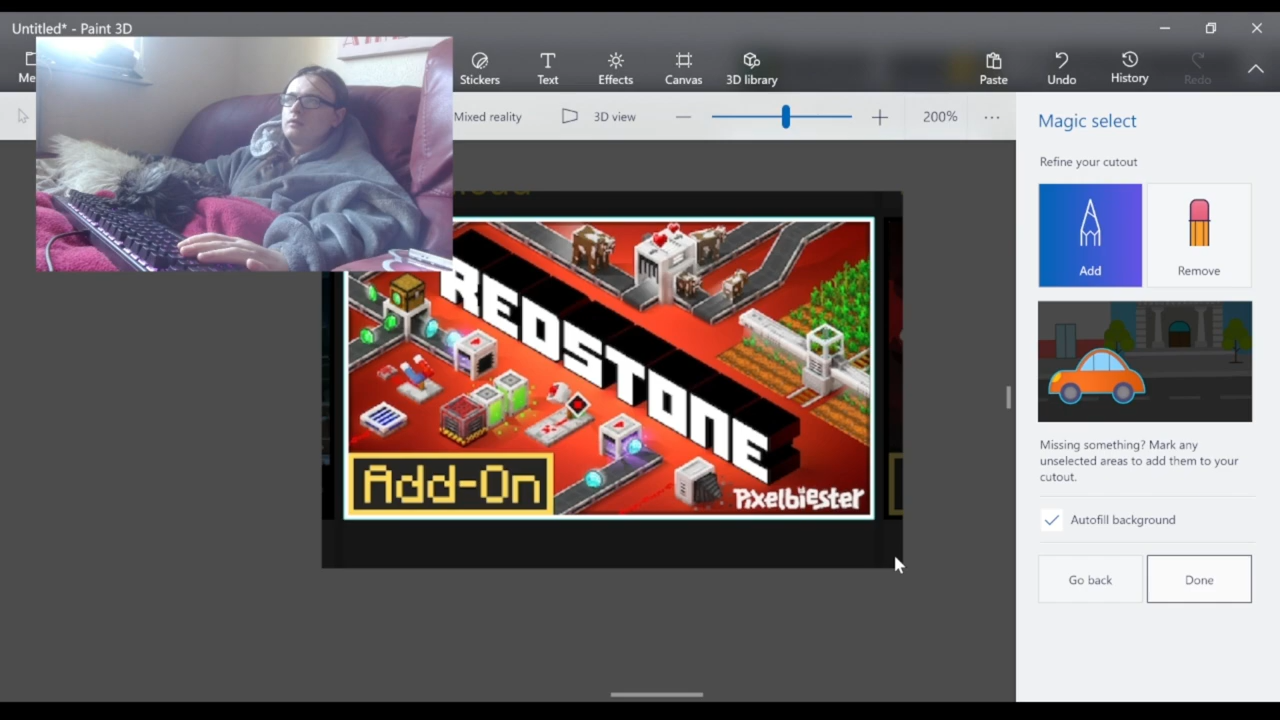 Untitled* - Paint 3D
Me
Stickers
Text
Effects
Canvas
3D library
Paste
Undo
History
Redo
Mixed reality
3D view
200%
Magic select
Refine your cutout
Add
Remove
Missing something? Mark any
unselected areas to add them to your
cutout.
Autofill background
Go back
Done
REDSTONE
Add-On
Pixelbiester